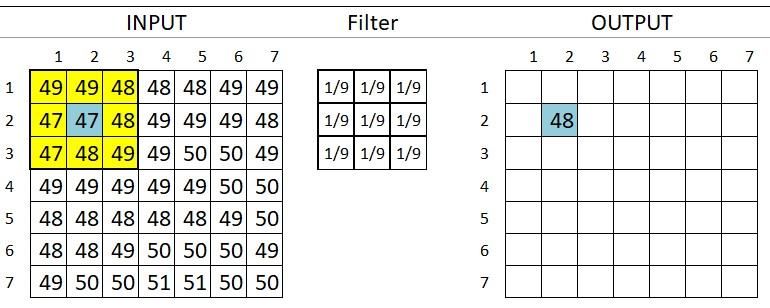 INPUT Filter OUTPUT
1 2 3 4 5 6 7 1 2 3 4 5 6 7
1 49 49 48 48 48 49 49 1/9 1/9 1/9 1
2 47 47 48 49 49 49 48 1/9 1/9 1/9 2 48
3 47 48 49 49 50 50 49 1/9 1/9 1/9 3
4 49 49 49 49 49 50 50 4
5 48 48 48 48 48 49 50 5
6 48 48 49 50 50 50 49 6
7 49 50 50 51 51 50 50 7